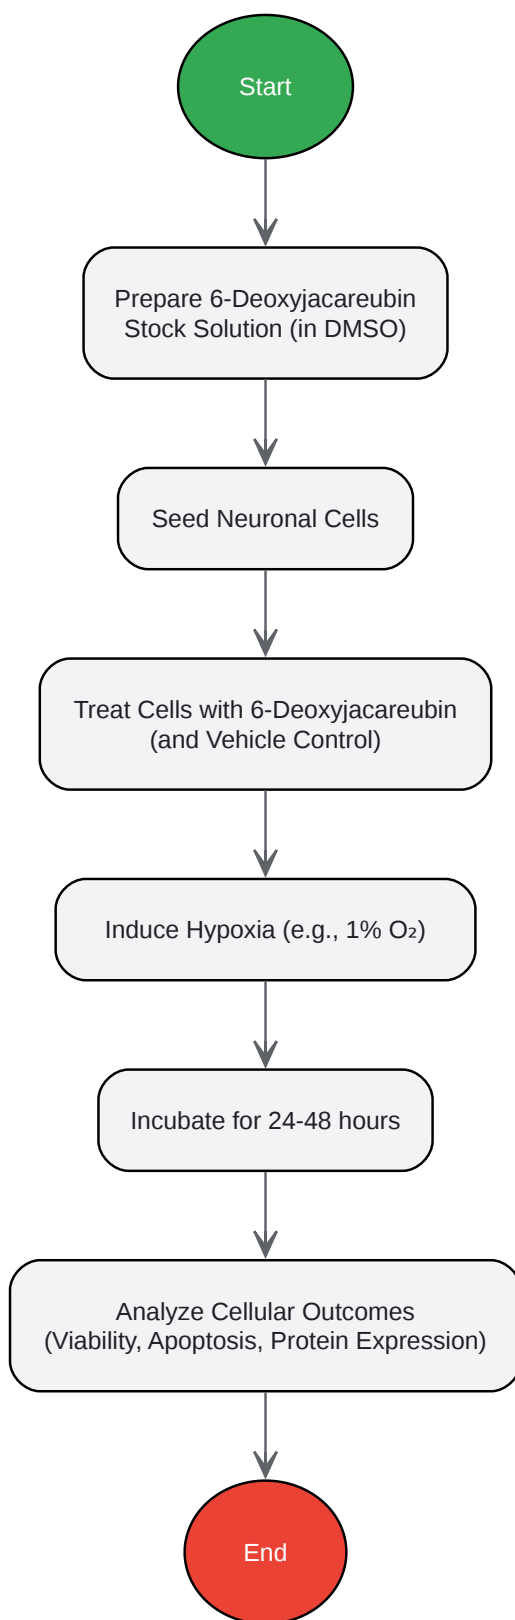 Start
Prepare 6-Deoxyjacareubin
Stock Solution (in DMSO)
Seed Neuronal Cells
Treat Cells with 6-Deoxyjacareubin
(and Vehicle Control)
Induce Hypoxia (e.g., 1% O₂)
Incubate for 24-48 hours
Analyze Cellular Outcomes
(Viability, Apoptosis, Protein Expression)
End